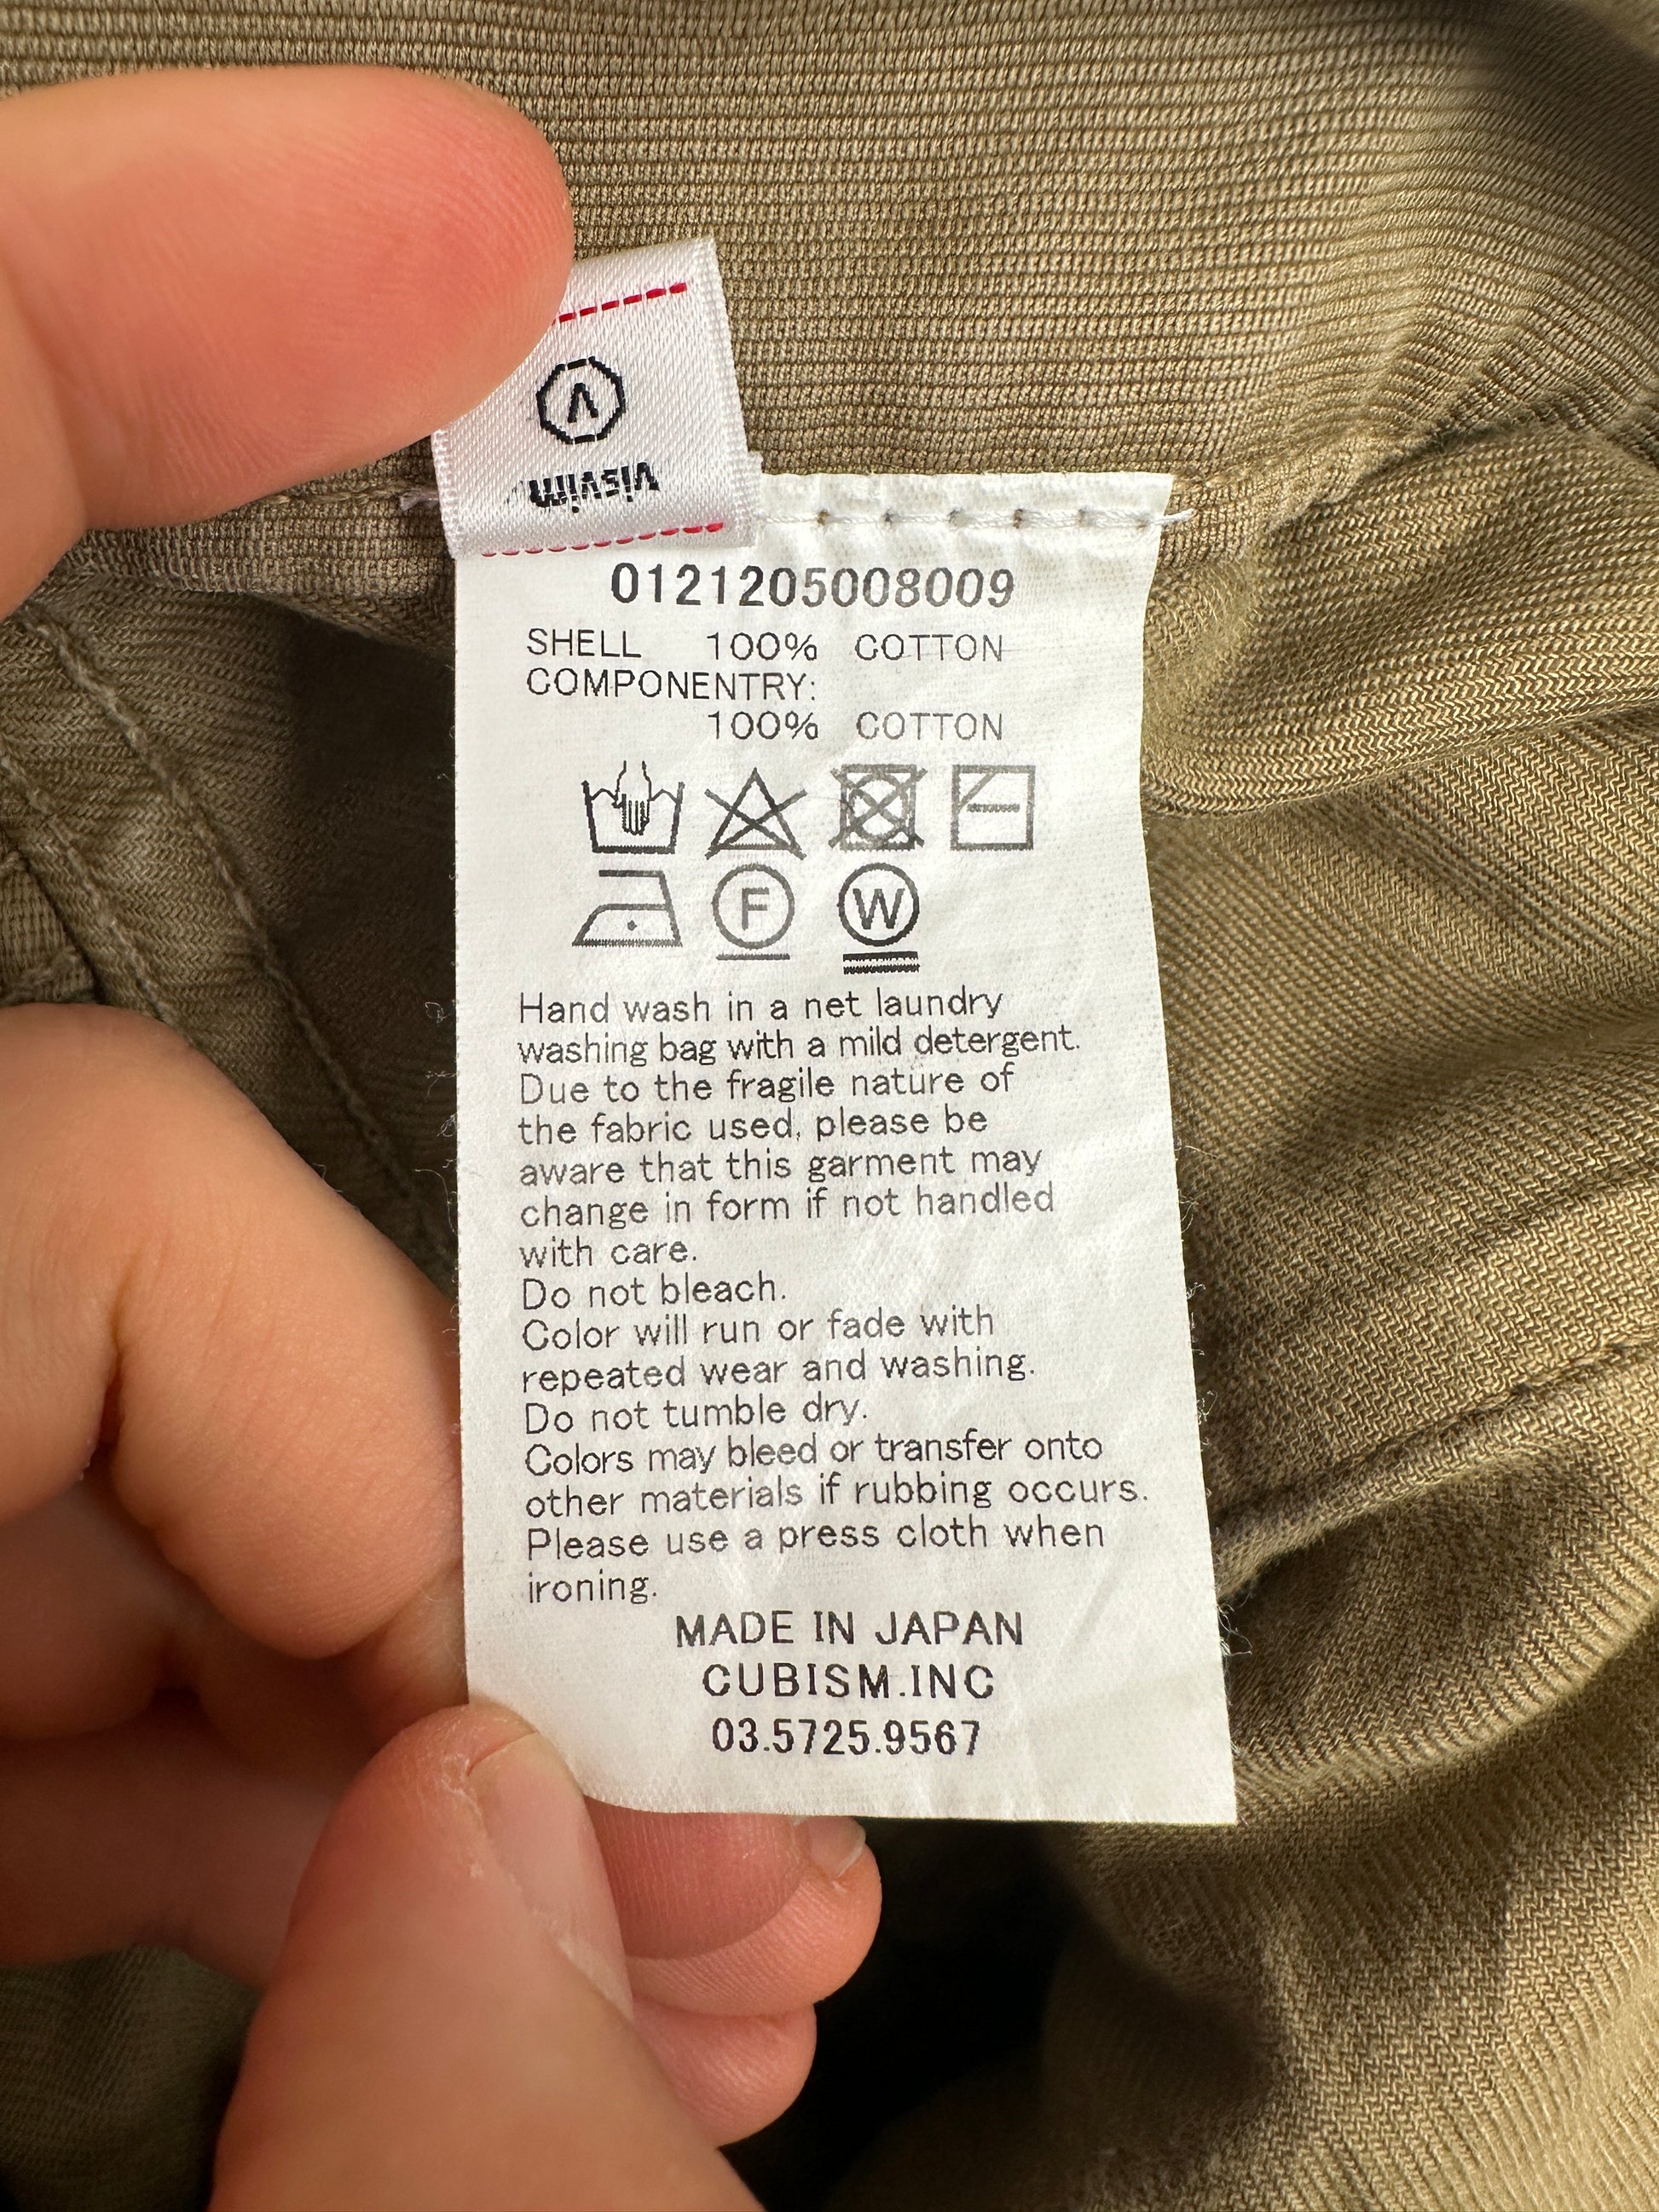 V
visvim
0121205008009
SHELL 100% COTTON
COMPONENTRY:
100% COTTON
F W
Hand wash in a net laundry
washing bag with a mild detergent.
Due to the fragile nature of
the fabric used, please be
aware that this garment may
change in form if not handled
with care.
Do not bleach.
Color will run or fade with
repeated wear and washing.
Do not tumble dry.
Colors may bleed or transfer onto
other materials if rubbing occurs.
Please use a press cloth when
ironing.
MADE IN JAPAN
CUBISM.INC
03.5725.9567